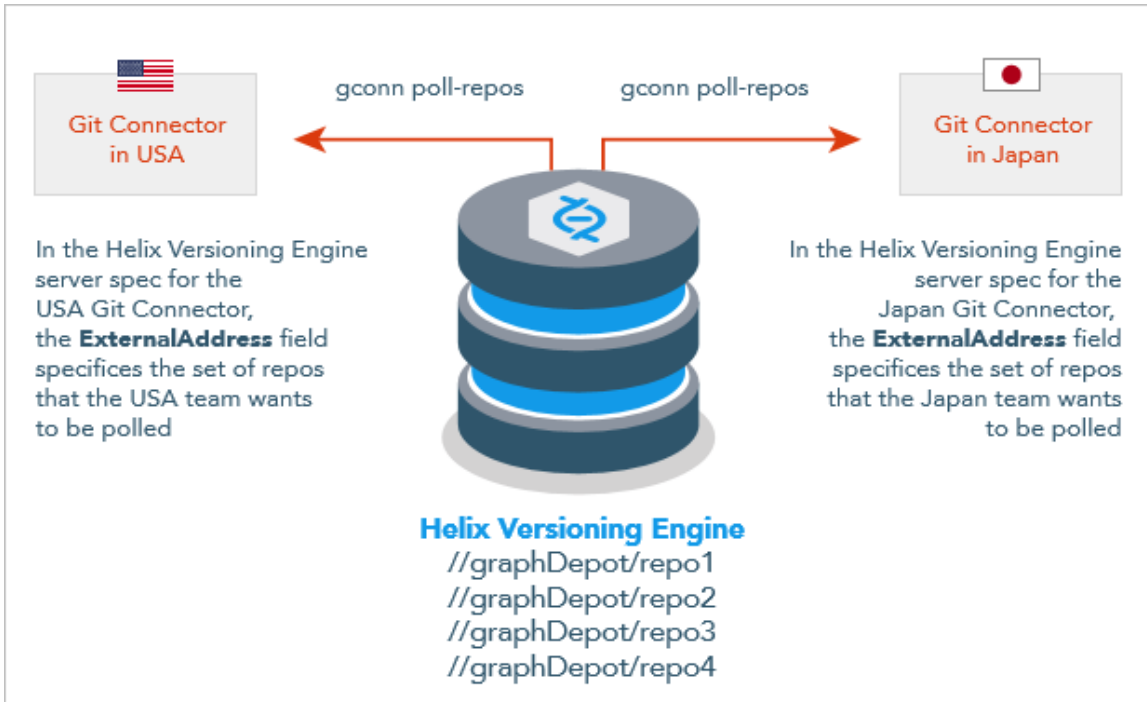 gconn poll-repos
gconn poll-repos
Git Connector
in USA
Git Connector
in Japan
In the Helix Versioning Engine
server spec for the
USA Git Connector,
the ExternalAddress field
specifices the set of repos
that the USA team wants
to be polled
In the Helix Versioning Engine
server spec for the
Japan Git Connector,
the ExternalAddress field
specifices the set of repos
that the Japan team wants
to be polled
Helix Versioning Engine
//graphDepot/repo1
//graphDepot/repo2
//graphDepot/repo3
//graphDepot/repo4